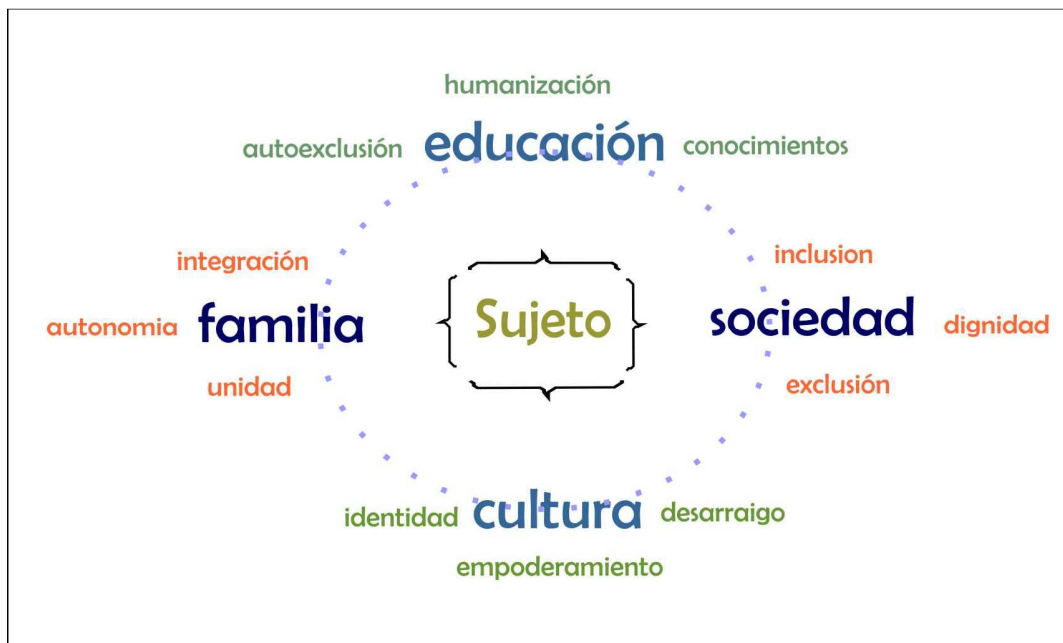 humanización
autoexclusión educación conocimientos
integración inclusion
autonomia familia Sujeto sociedad dignidad
unidad exclusión
identidad cultura desarraigo
empoderamiento